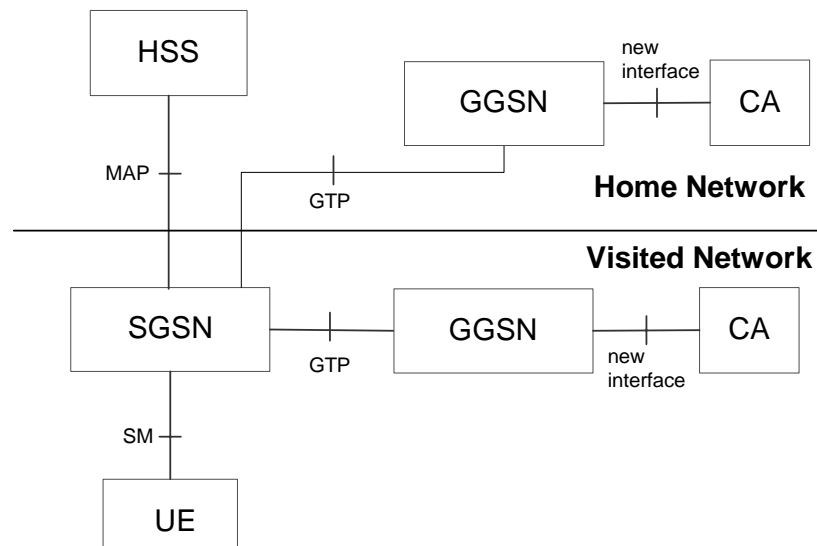 HSS
new
interface
GGSN
CA
MAP
GTP
Home Network
Visited Network
SGSN
GGSN
CA
GTP
new
interface
SM
UE